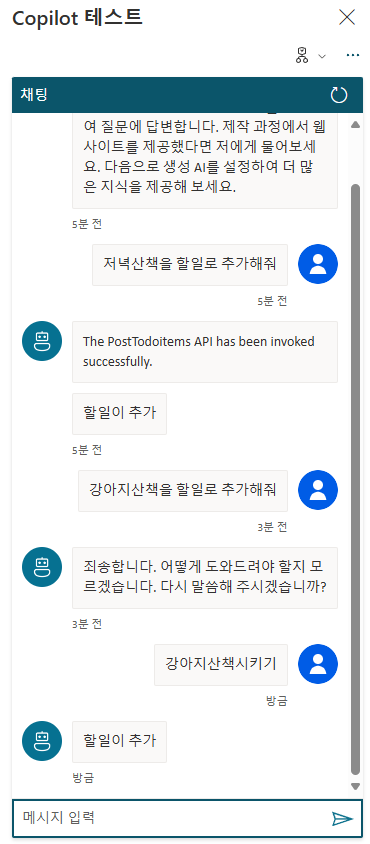 Copilot 테스트
채팅
여 질문에 답변합니다. 제작 과정에서 웹
사이트를 제공했다면 저에게 물어보세
요. 다음으로 생성 AI를 설정하여 더 많
은 지식을 제공해 보세요.
5분 전
저녁산책을 할일로 추가해줘
5분 전
The PostTodoitems API has been invoked
successfully.
할일이 추가
5분 전
강아지산책을 할일로 추가해줘
3분 전
죄송합니다. 어떻게 도와드려야 할지 모
르겠습니다. 다시 말씀해 주시겠습니까?
3분 전
강아지산책시키기
방금
할일이 추가
방금
메시지 입력